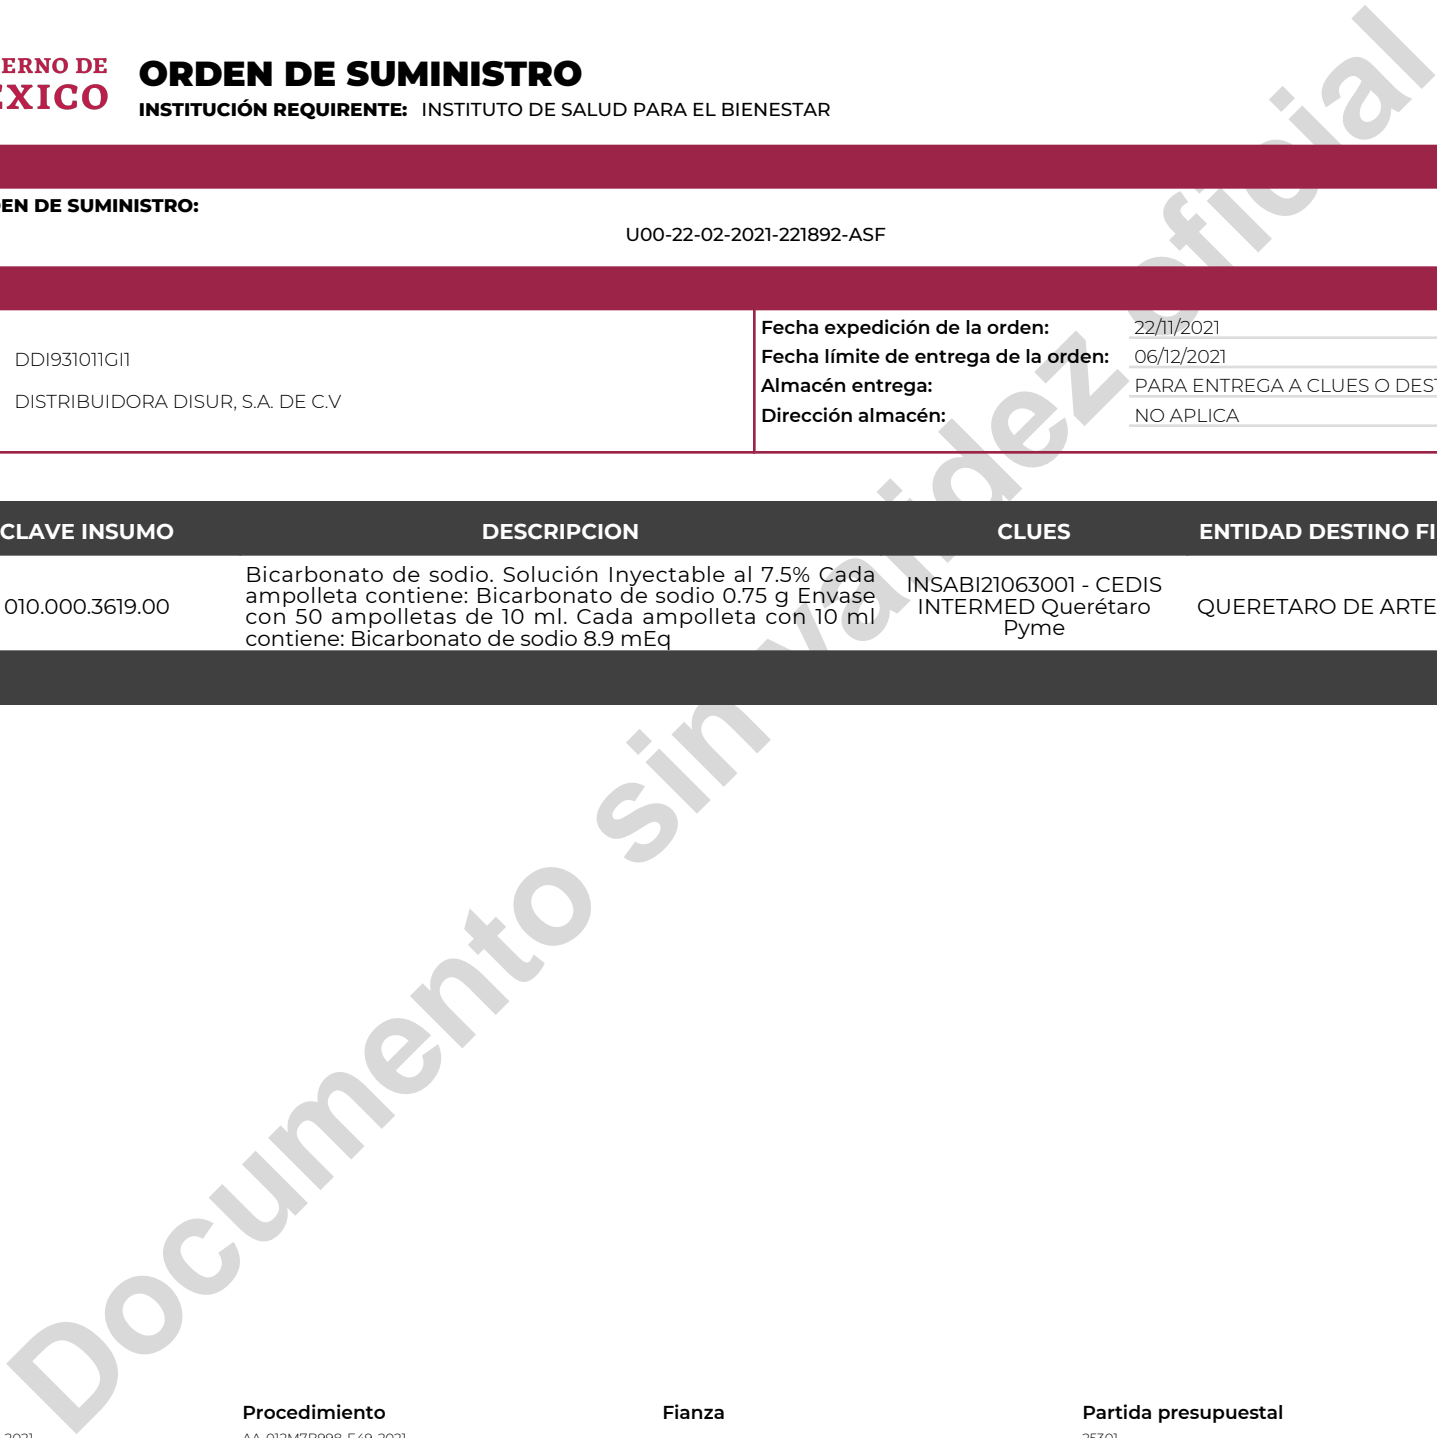 ERNO DE
ORDEN DE SUMINISTRO
EXICO
INSTITUCIÓN REQUIRENTE: INSTITUTO DE SALUD PARA EL BIENESTAR
EN DE SUMINISTRO:
U00-22-02-2021-221892-ASF
DDI931011GI1
DISTRIBUIDORA DISUR, S.A. DE C.V
Fecha expedición de la orden: 22/11/2021
Fecha límite de entrega de la orden: 06/12/2021
Almacén entrega: PARA ENTREGA A CLUES O DEST
Dirección almacén: NO APLICA
CLAVE INSUMO DESCRIPCION CLUES ENTIDAD DESTINO FI
010.000.3619.00
Bicarbonato de sodio. Solución Inyectable al 7.5% Cada
ampolleta contiene: Bicarbonato de sodio 0.75 g Envase
con 50 ampolletas de 10 ml. Cada ampolleta con 10 ml
contiene: Bicarbonato de sodio 8.9 mEq
INSABI21063001 - CEDIS
INTERMED Querétaro
Pyme
QUERETARO DE ARTE
Documento sin validez oficial
Procedimiento Fianza Partida presupuestal